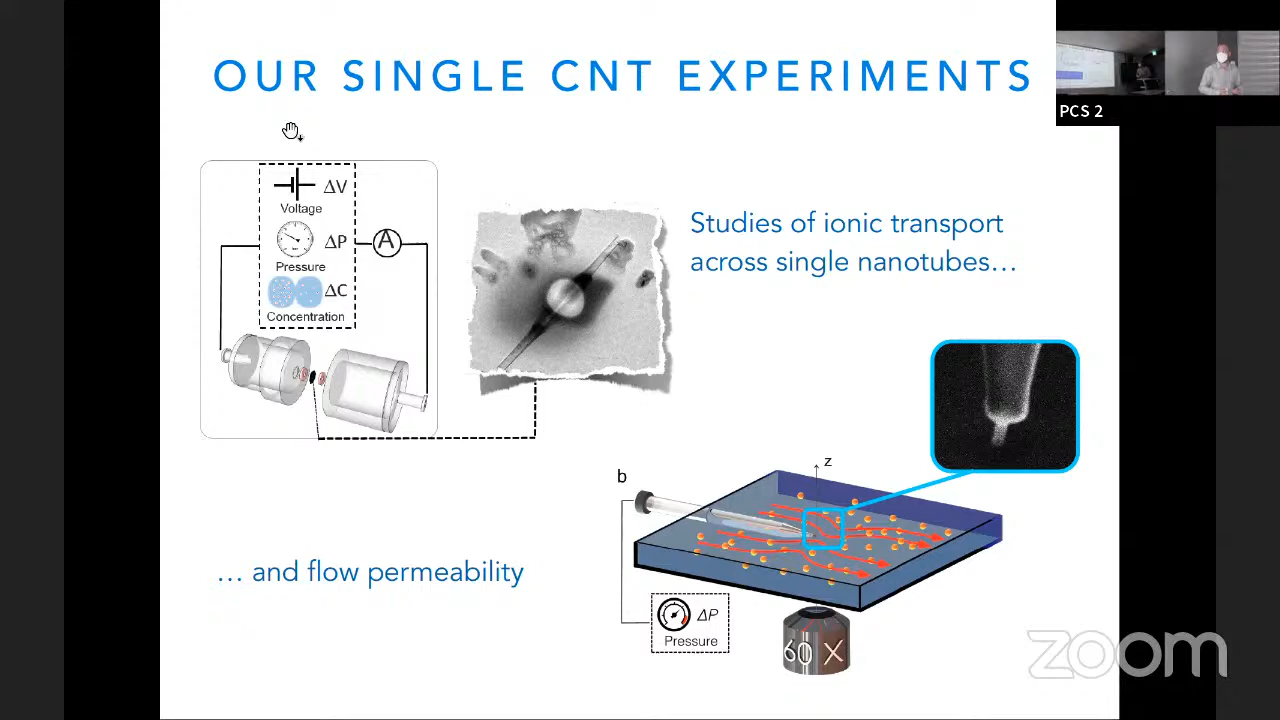 OUR SINGLE CNT EXPERIMENTS
PCS 2
ΔV
Voltage
ΔP
A
Pressure
ΔC
Concentration
Studies of ionic transport
across single nanotubes...
b
z
... and flow permeability
ΔP
Pressure
60 X
zoom